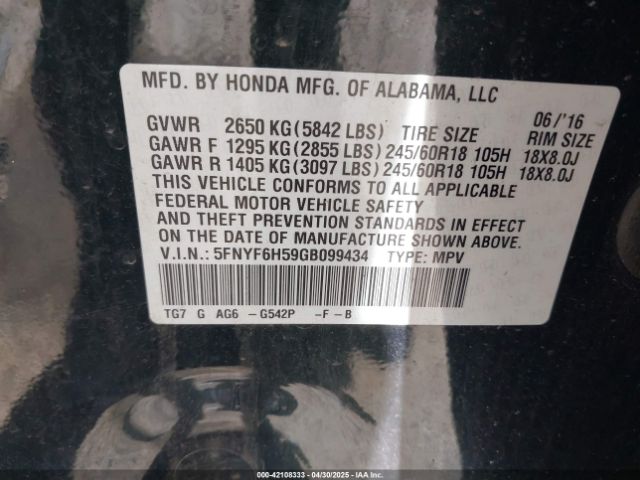 MFD. BY HONDA MFG. OF ALABAMA, LLC
06/'16
GVWR 2650 KG(5842 LBS) TIRE SIZE RIM SIZE
GAWR F 1295 KG(2855 LBS) 245/60R18 105H 18X8.0J
GAWR R 1405 KG(3097 LBS) 245/60R18 105H 18X8.0J
THIS VEHICLE CONFORMS TO ALL APPLICABLE
FEDERAL MOTOR VEHICLE SAFETY
AND THEFT PREVENTION STANDARDS IN EFFECT
ON THE DATE OF MANUFACTURE SHOWN ABOVE.
V.I.N.: 5FNYF6H59GB099434 TYPE: MPV
TG7 G AG6 -G542P -F-B
000-42108333 - 04/30/2025 - IAAI.COM